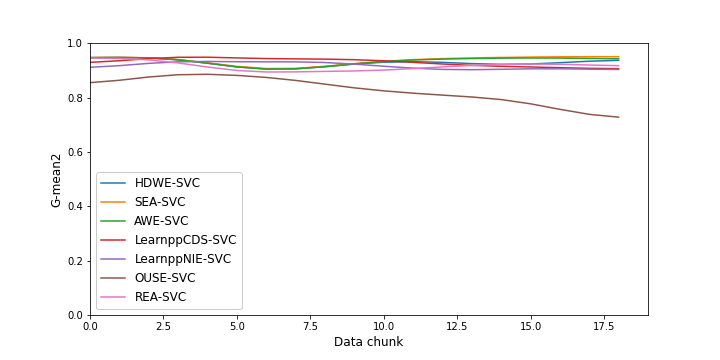 1.0
0.8
0.6
0.4
0.2
0.0
G-mean2
HDWE-SVC
SEA-SVC
AWE-SVC
LearnppCDS-SVC
LearnppNIE-SVC
OUSE-SVC
REA-SVC
0.0 2.5 5.0 7.5 10.0 12.5 15.0 17.5
Data chunk